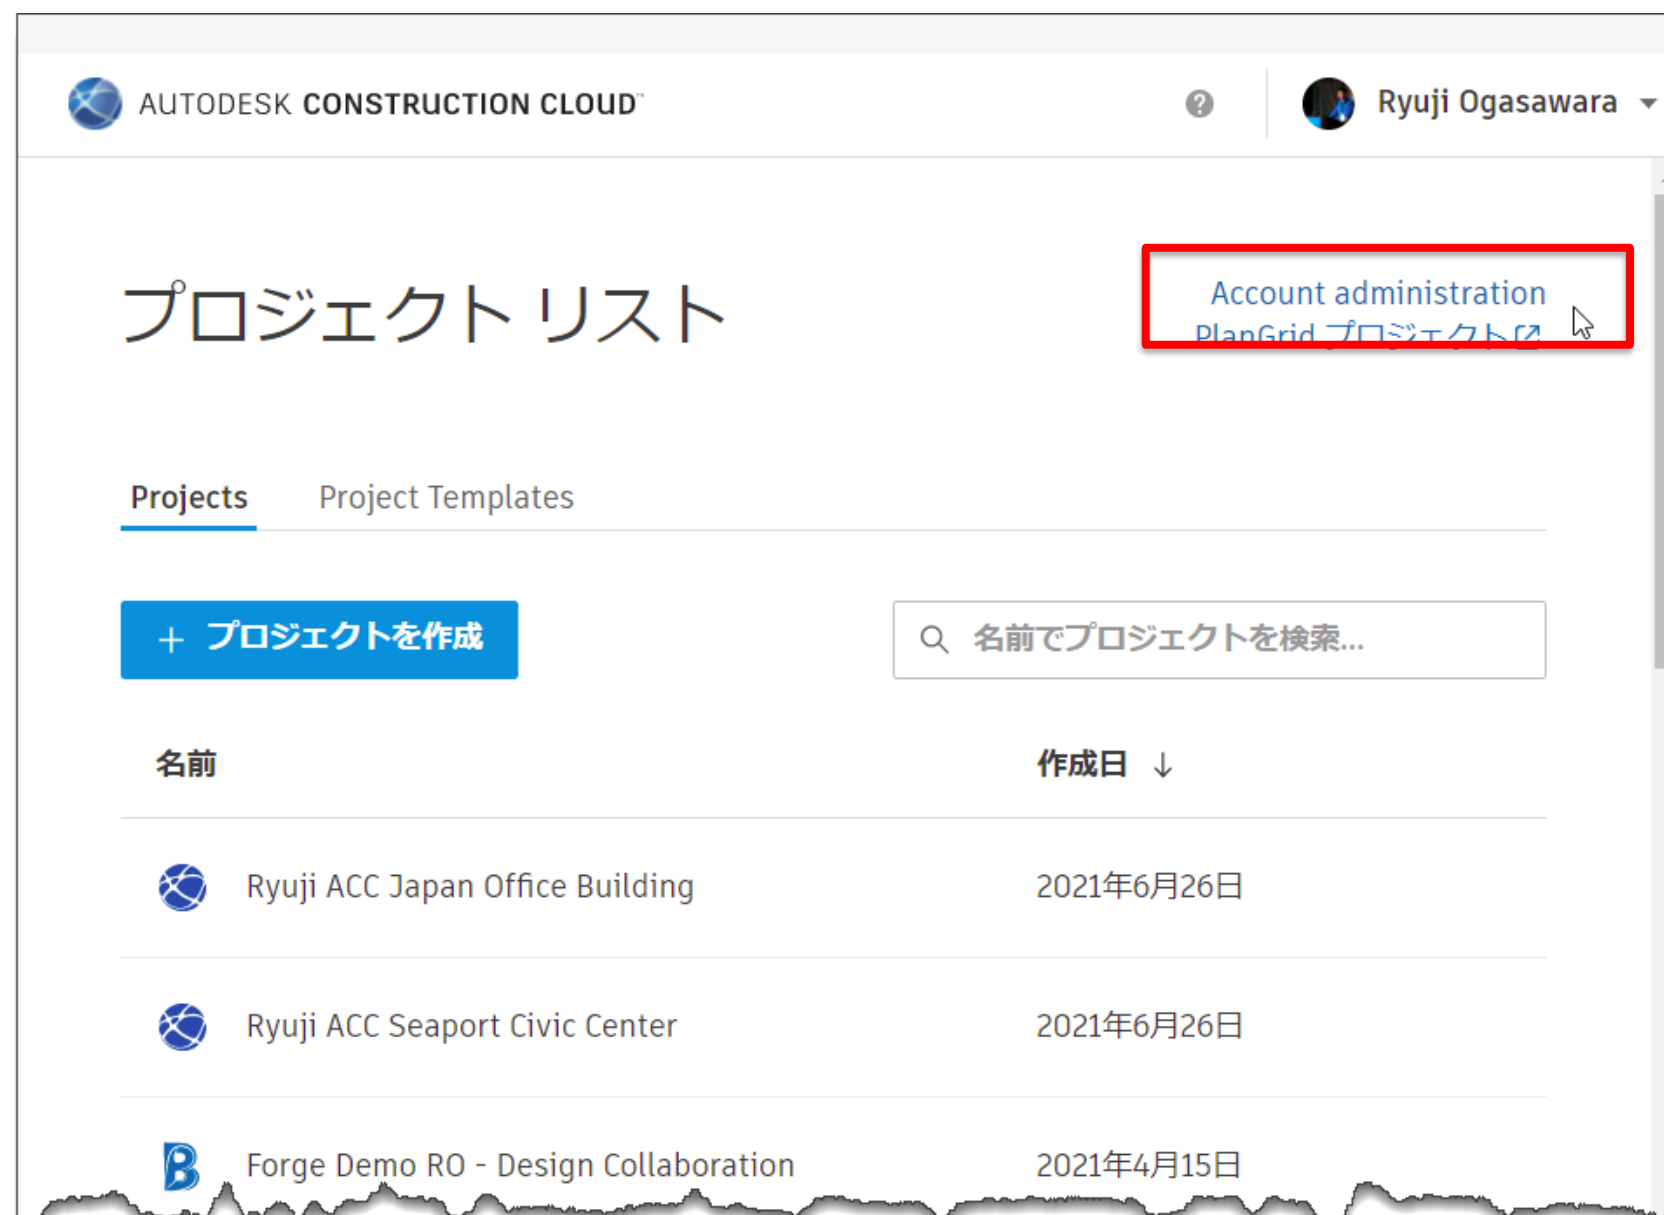 AUTODESK CONSTRUCTION CLOUD™
Ryuji Ogasawara
プロジェクト リスト
Account administration
PlanGrid プロジェクト
Projects
Project Templates
+ プロジェクトを作成
名前でプロジェクトを検索...
名前
作成日 ↓
Ryuji ACC Japan Office Building
2021年6月26日
Ryuji ACC Seaport Civic Center
2021年6月26日
Forge Demo RO - Design Collaboration
2021年4月15日